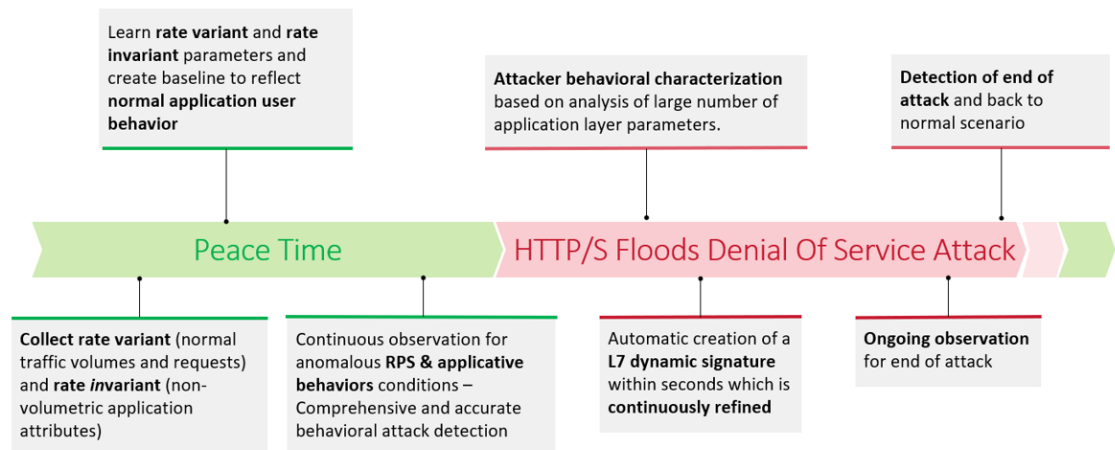 Learn rate variant and rate
invariant parameters and
create baseline to reflect
normal application user
behavior
Attacker behavioral characterization
based on analysis of large number of
application layer parameters.
Detection of end of
attack and back to
normal scenario
Peace Time
HTTP/S Floods Denial Of Service Attack
Collect rate variant (normal
traffic volumes and requests)
and rate invariant (non-
volumetric application
attributes)
Continuous observation for
anomalous RPS & applicative
behaviors conditions –
Comprehensive and accurate
behavioral attack detection
Automatic creation of a
L7 dynamic signature
within seconds which is
continuously refined
Ongoing observation
for end of attack